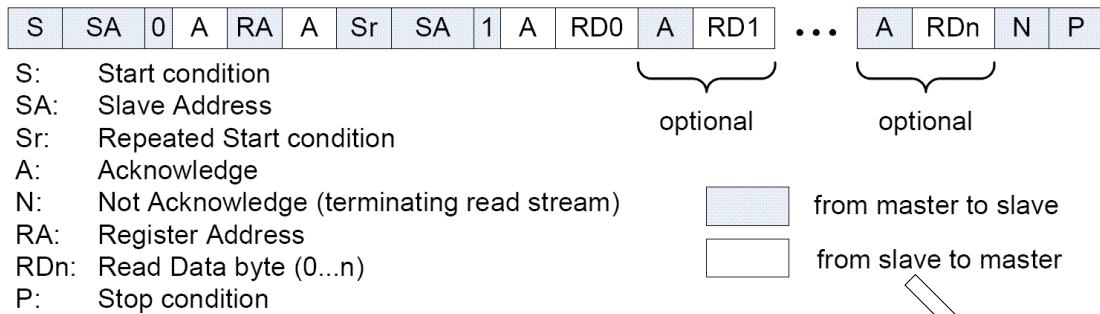 S SA 0 A RA A Sr SA 1 A RD0 A RD1 ... A RDn N P
S: Start condition
SA: Slave Address
Sr: Repeated Start condition
A: Acknowledge
N: Not Acknowledge (terminating read stream)
RA: Register Address
RDn: Read Data byte (0...n)
P: Stop condition
optional optional
from master to slave
from slave to master